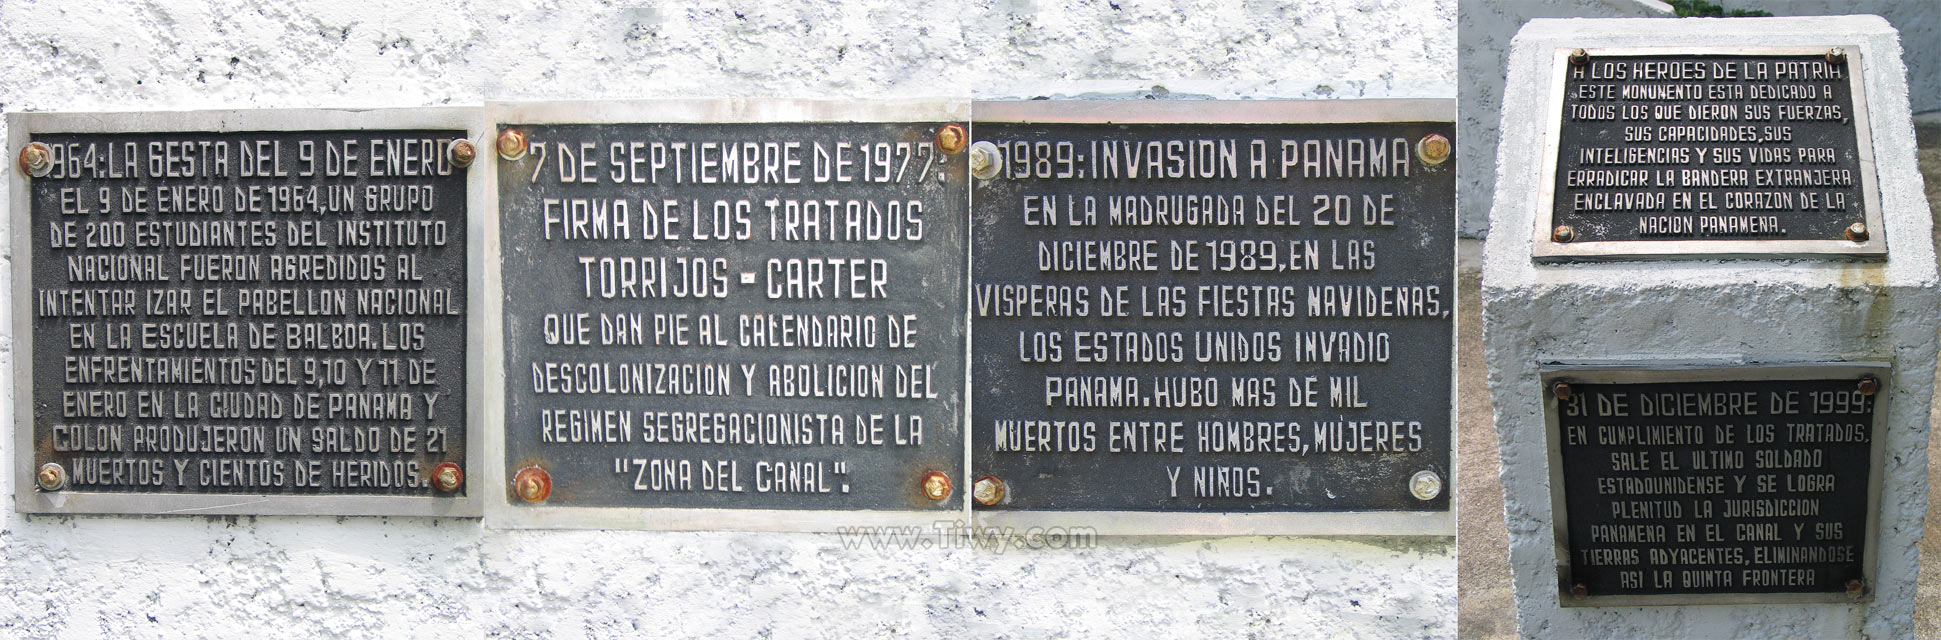 1964:LA GESTA DEL 9 DE ENERO
EL 9 DE ENERO DE 1964,UN GRUPO
DE 200 ESTUDIANTES DEL INSTITUTO
NACIONAL FUERON AGREDIDOS AL
INTENTAR IZAR EL PABELLON NACIONAL
EN LA ESCUELA DE BALBOA. LOS
ENFRENTAMIENTOS DEL 9,10 Y 11 DE
ENERO EN LA CIUDAD DE PANAMA Y
COLON ARODUJERON UN SALDO DE 21
MUERTOS Y CIENTOS DE HERIDOS.
7 DE SEPTIEMBRE DE 1977:
FIRMA DE LOS TRATADOS
TORRIJOS - CARTER
QUE DAN PIE AL CALENDARIO DE
DESCOLONIZACION Y ABOLICION DEL
REGIMEN SEGREGACIONISTA DE LA
"ZONA DEL CANAL".
1989: INVASION A PANAMA
EN LA MADRUGADA DEL 20 DE
DICIEMBRE DE 1989, EN LAS
VISPERAS DE LAS FIESTAS NAVIDENAS,
LOS ESTADOS UNIDOS INVADIO
PANAMA. HUBO MAS DE MIL
MUERTOS ENTRE HOMBRES, MUJERES
Y NIÑOS.
www.Tiwy.com
A LOS HEROES DE LA PATRIA
ESTE MONUNENTO ESTA DEDICADO A
TODOS LOS QUE DIERON SUS FUERZAS,
SUS CAPACIDADES, SUS
INTELIGENCIAS Y SUS VIDAS PARA
ERRADICAR LA BANDERA EXTRANJERA
ENCLAVADA EN EL CORAZON DE LA
NACION PANAMENA.
31 DE DICIEMBRE DE 1999:
EN CUMPLIMIENTO DE LOS TRATADOS,
SALE EL ULTIMO SOLDADO
ESTADOUNIDENSE Y SE LOGRA
PLENITUD LA JURISDICCION
PANAMENA EN EL CANAL Y SUS
TIERRAS ADYACENTES, ELIMINANDOSE
ASI LA QUINTA FRONTERA